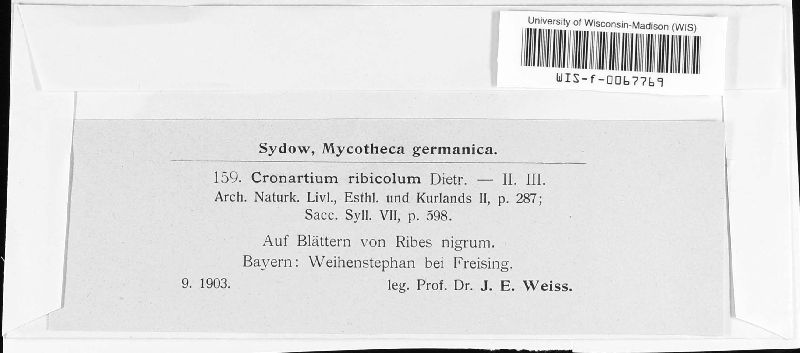 University of Wisconsin-Madison (WIS)
WIS-f-0067769
Sydow, Mycotheca germanica.
159. Cronartium ribicolum Dietr. — II. III.
Arch. Naturk. Livl., Esthl. und Kurlands II, p. 287;
Sacc. Syll. VII, p. 598.
Auf Blättern von Ribes nigrum.
Bayern: Weihenstephan bei Freising.
9. 1903. leg. Prof. Dr. J. E. Weiss.